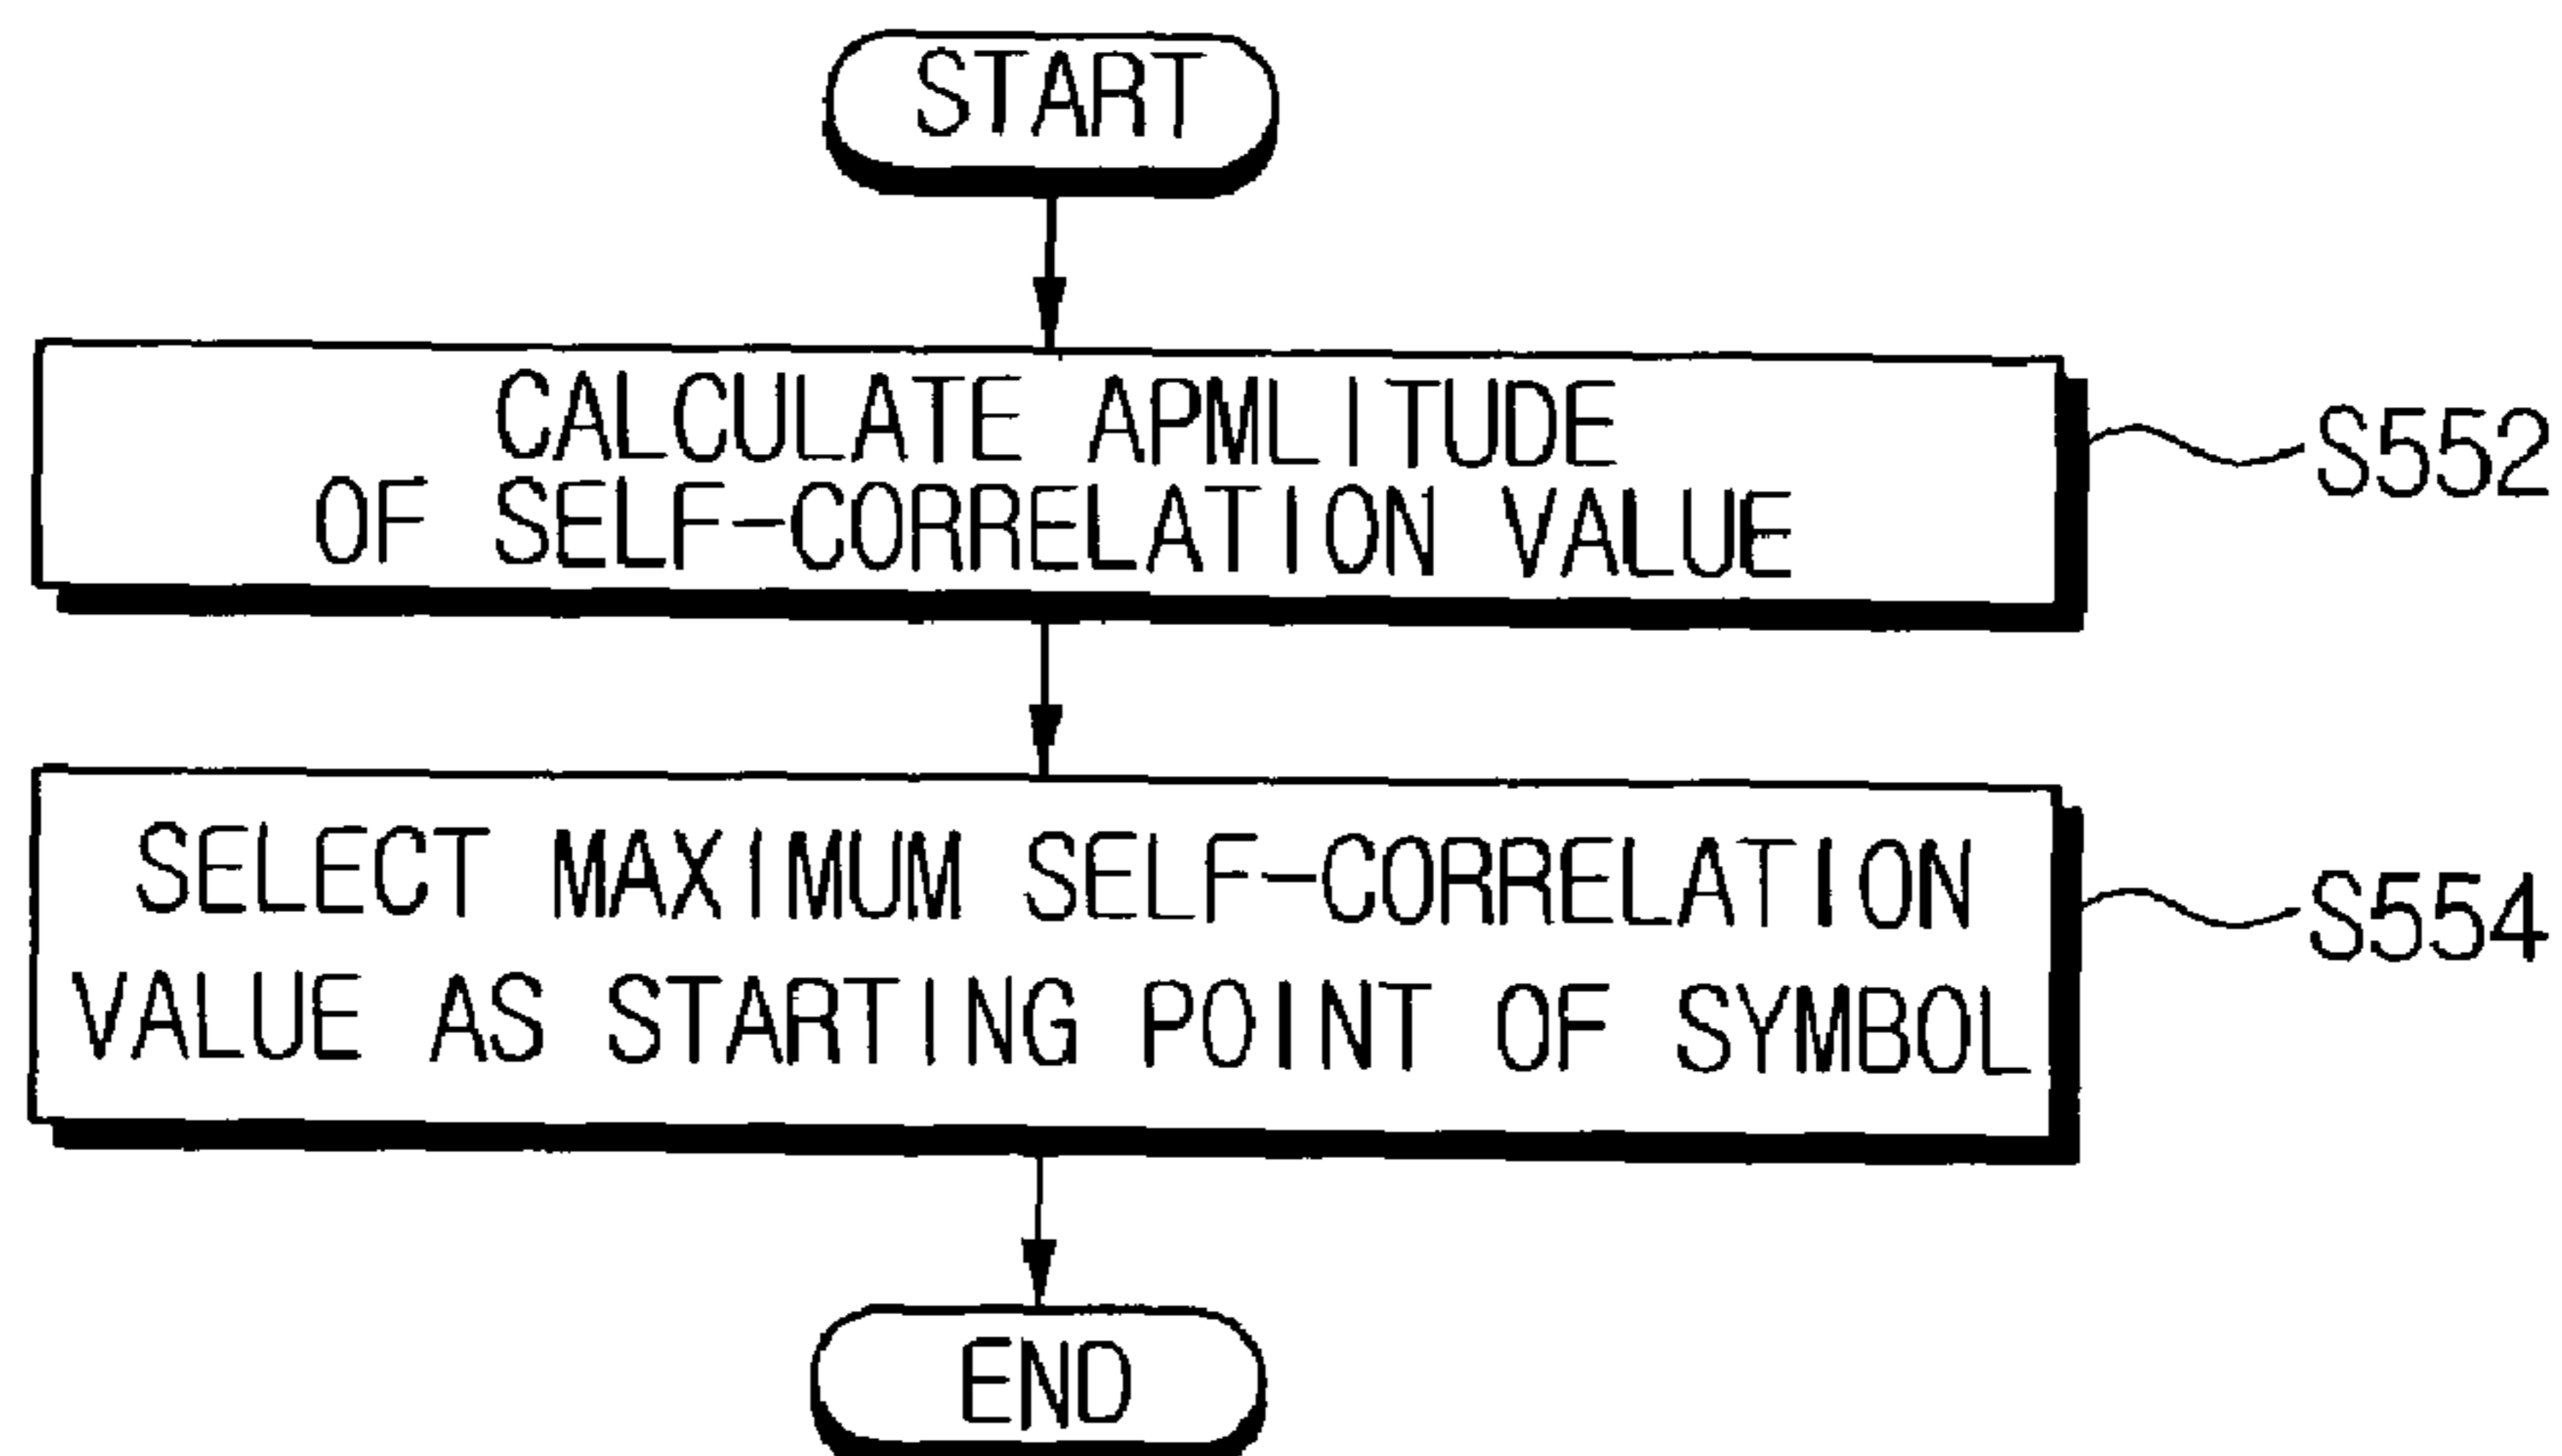 START
CALCULATE APMLITUDE
OF SELF-CORRELATION VALUE
S552
SELECT MAXIMUM SELF-CORRELATION
VALUE AS STARTING POINT OF SYMBOL
S554
END